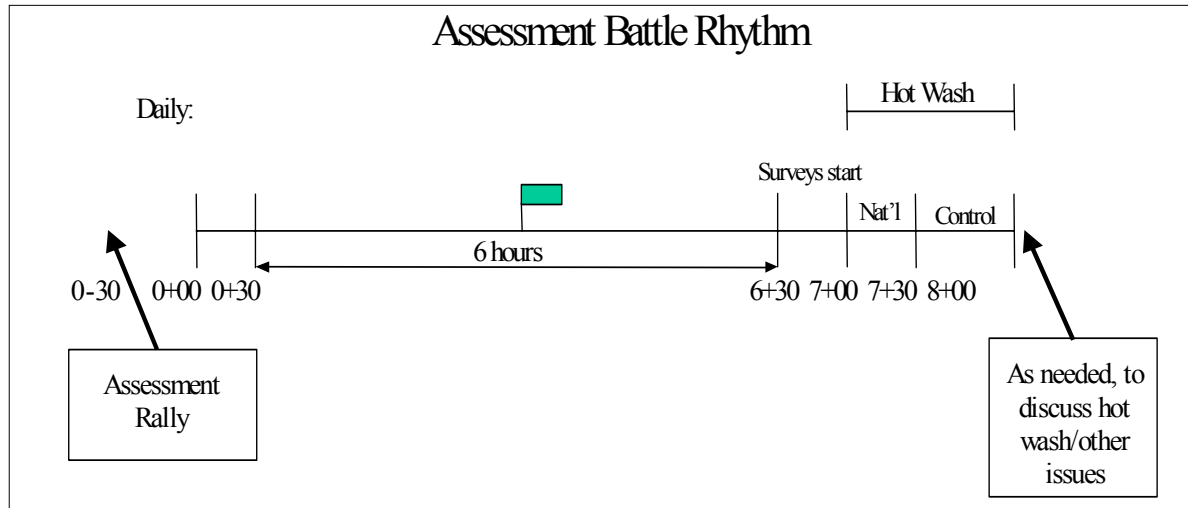 Assessment Battle Rhythm
Hot Wash
Daily:
Surveys start
Nat'l
Control
6 hours
0-30 0+00 0+30 6+30 7+00 7+30 8+00
Assessment
Rally
As needed, to
discuss hot
wash/other
issues